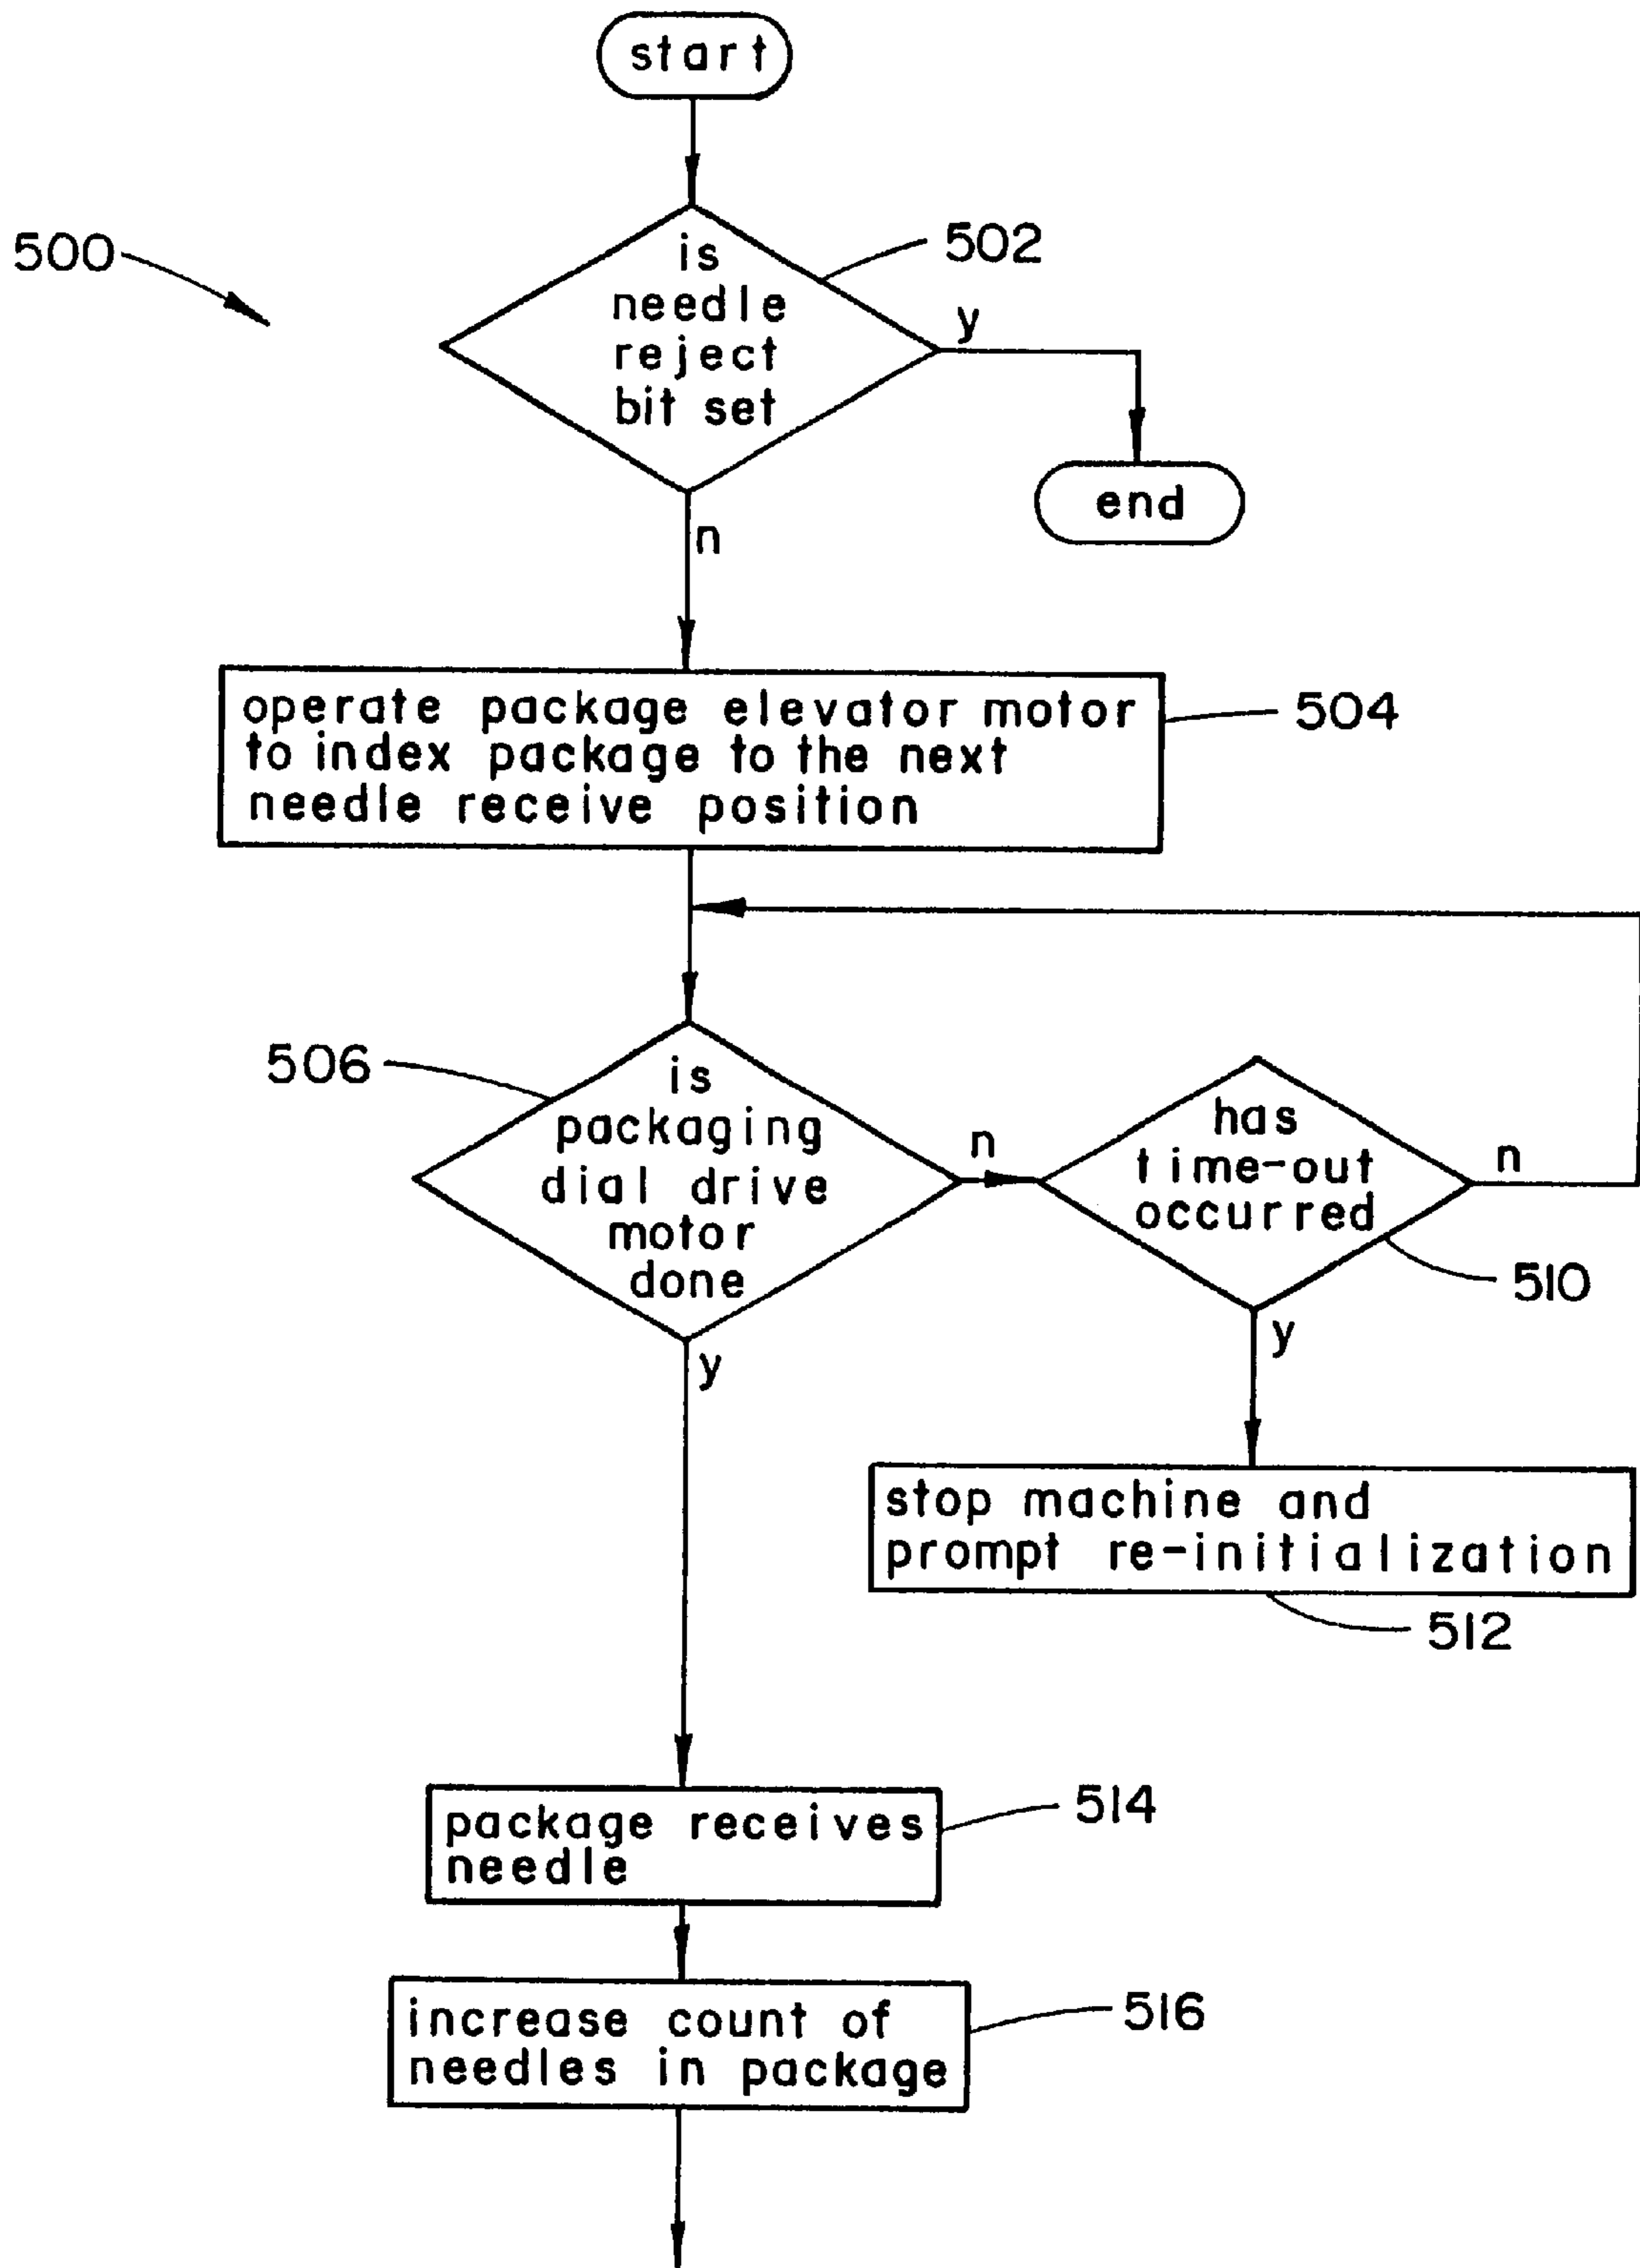 start
500
502
is
needle
reject
bit set
y
end
n
operate package elevator motor
to index package to the next
needle receive position
504
506
is
packaging
dial drive
motor
done
n
has
time-out
occurred
n
510
y
y
stop machine and
prompt re-initialization
512
package receives
needle
514
increase count of
needles in package
516